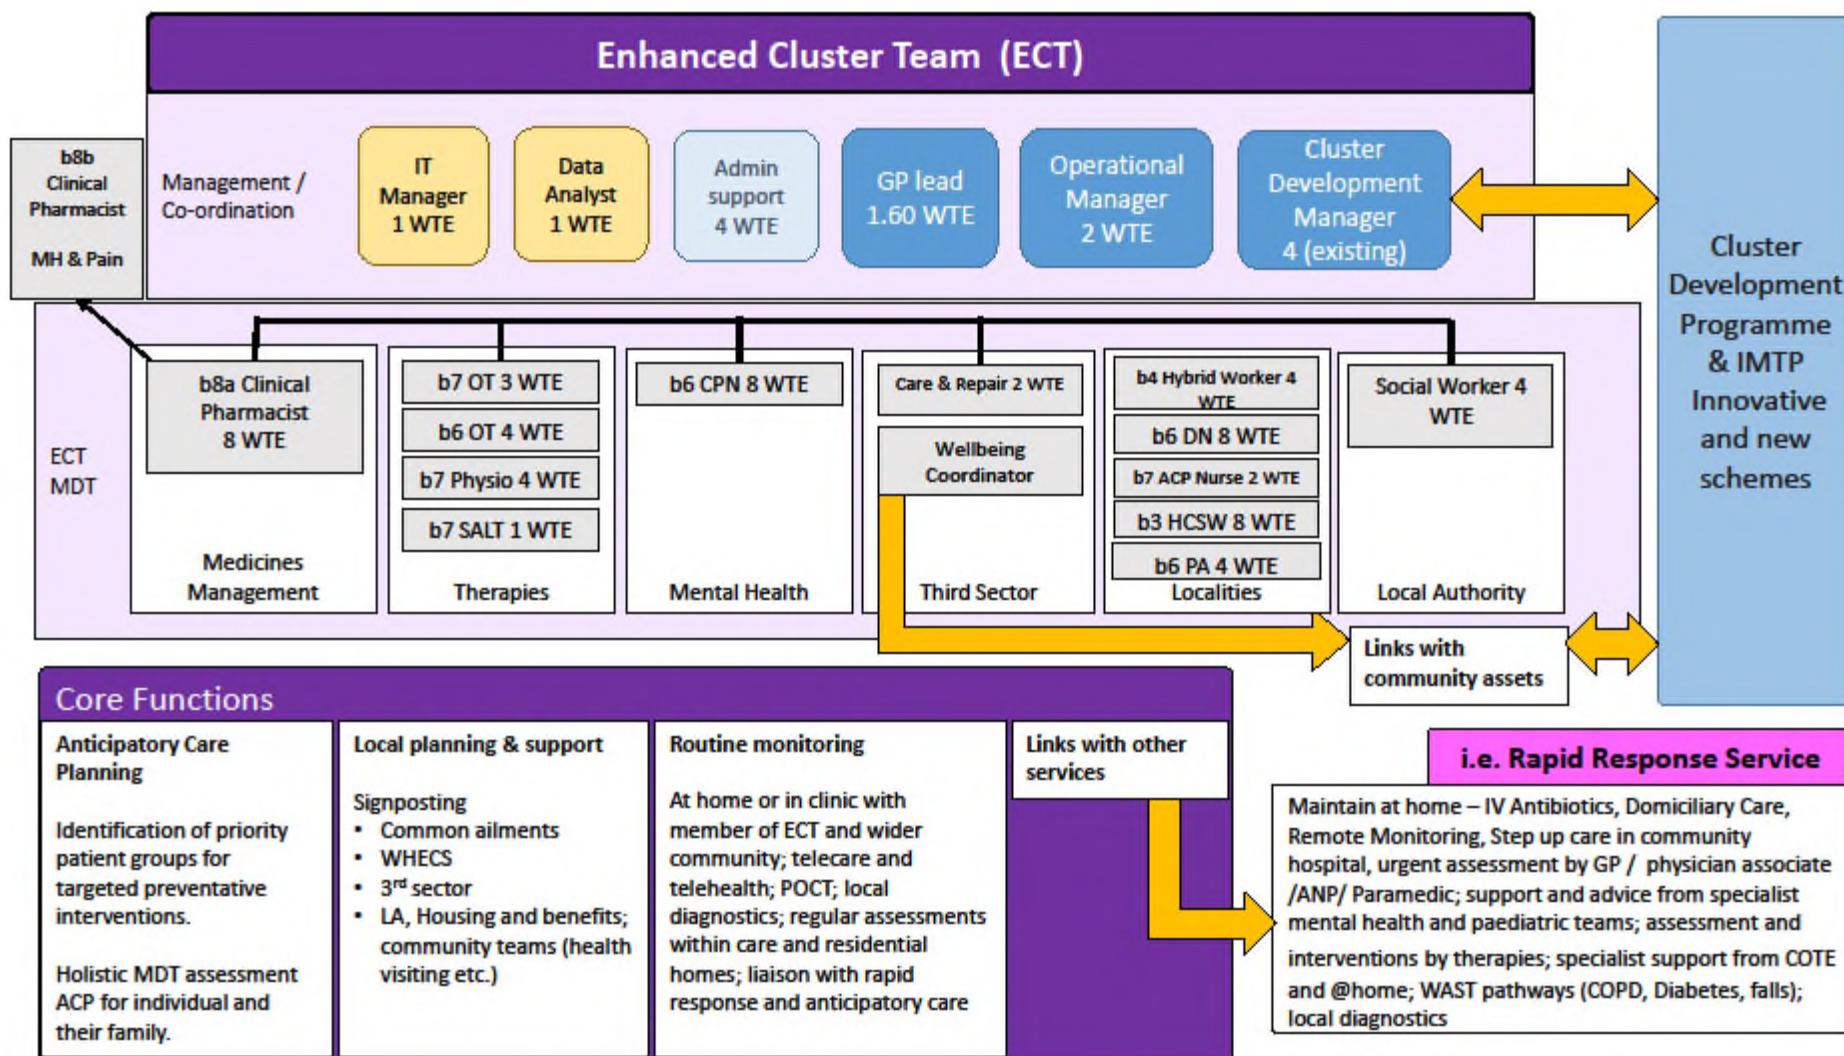 Enhanced Cluster Team (ECT)
b8b
Clinical
Pharmacist
MH & Pain
Management /
Co-ordination
IT
Manager
1 WTE
Data
Analyst
1 WTE
Admin
support
4 WTE
GP lead
1.60 WTE
Operational
Manager
2 WTE
Cluster
Development
Manager
4 (existing)
Cluster
Development
Programme
& IMTP
Innovative
and new
schemes
ECT
MDT
b8a Clinical
Pharmacist
8 WTE
Medicines
Management
b7 OT 3 WTE
b6 OT 4 WTE
b7 Physio 4 WTE
b7 SALT 1 WTE
Therapies
b6 CPN 8 WTE
Mental Health
Care & Repair 2 WTE
Wellbeing
Coordinator
Third Sector
b4 Hybrid Worker 4
WTE
b6 DN 8 WTE
b7 ACP Nurse 2 WTE
b3 HCSW 8 WTE
b6 PA 4 WTE
Localities
Social Worker 4
WTE
Local Authority
Links with
community assets
Core Functions
Anticipatory Care
Planning
Identification of priority
patient groups for
targeted preventative
interventions.
Holistic MDT assessment
ACP for individual and
their family.
Local planning & support
Signposting
• Common ailments
• WHECS
• 3rd sector
• LA, Housing and benefits;
community teams (health
visiting etc.)
Routine monitoring
At home or in clinic with
member of ECT and wider
community; telecare and
telehealth; POCT; local
diagnostics; regular assessments
within care and residential
homes; liaison with rapid
response and anticipatory care
Links with other
services
i.e. Rapid Response Service
Maintain at home – IV Antibiotics, Domiciliary Care,
Remote Monitoring, Step up care in community
hospital, urgent assessment by GP / physician associate
/ANP/ Paramedic; support and advice from specialist
mental health and paediatric teams; assessment and
interventions by therapies; specialist support from COTE
and @home; WAST pathways (COPD, Diabetes, falls);
local diagnostics